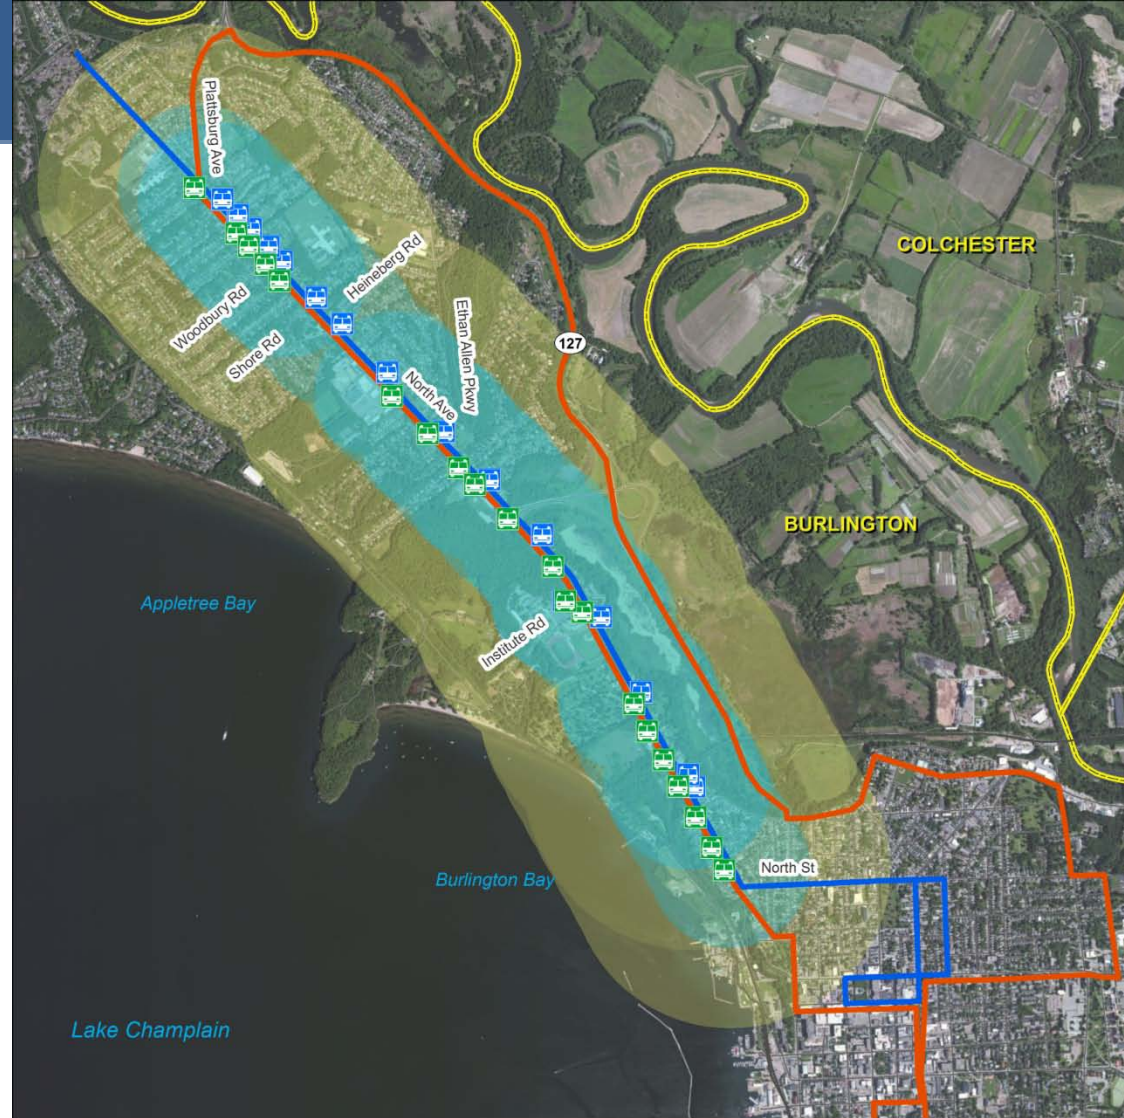 Plattsburg Ave
COLCHESTER
Heineberg Rd
Woodbury Rd
Ethan Allen Pkwy
Shore Rd
127
North Ave
BURLINGTON
Appletree Bay
Institute Rd
North St
Burlington Bay
Lake Champlain